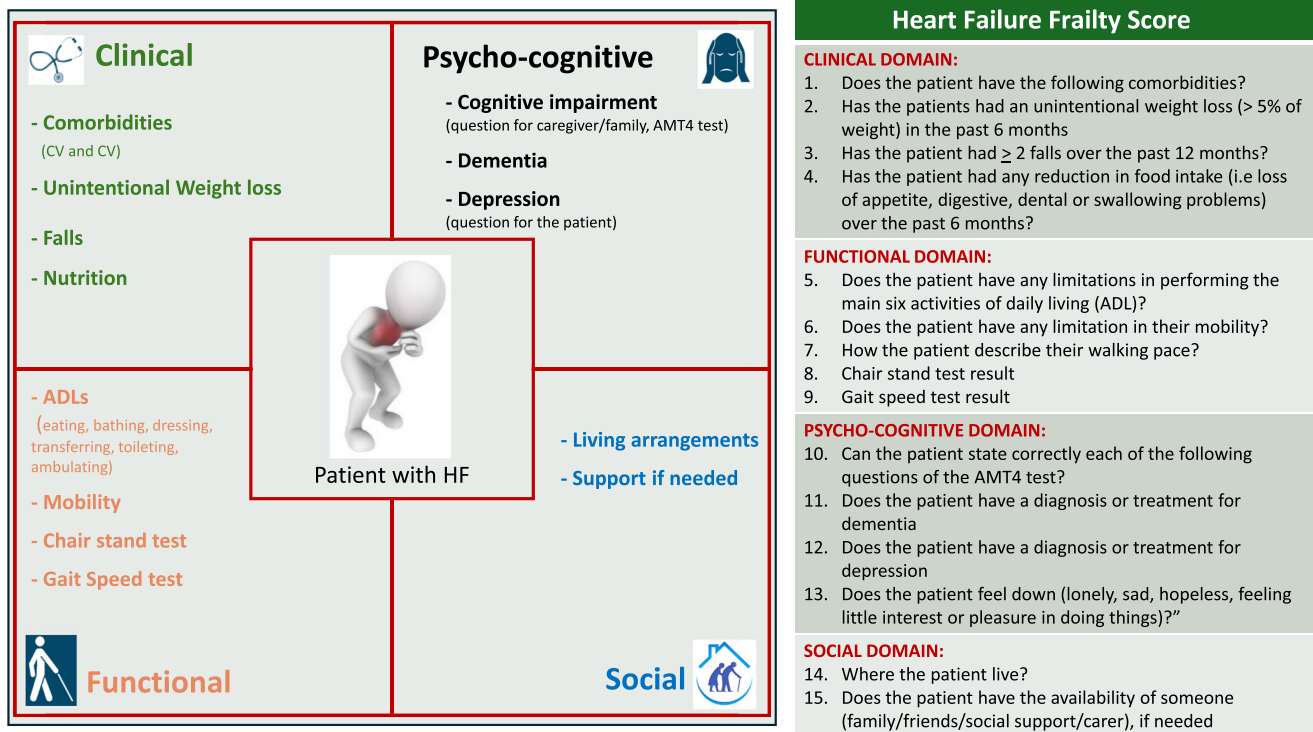 Clinical
- Comorbidities
(CV and CV)
- Unintentional Weight loss
- Falls
- Nutrition
Psycho-cognitive
- Cognitive impairment
(question for caregiver/family, AMT4 test)
- Dementia
- Depression
(question for the patient)
Patient with HF
- ADLs
(eating, bathing, dressing,
transferring, toileting,
ambulating)
- Mobility
- Chair stand test
- Gait Speed test
Functional
- Living arrangements
- Support if needed
Social
Heart Failure Frailty Score
CLINICAL DOMAIN:
1. Does the patient have the following comorbidities?
2. Has the patients had an unintentional weight loss (> 5% of
weight) in the past 6 months
3. Has the patient had > 2 falls over the past 12 months?
4. Has the patient had any reduction in food intake (i.e loss
of appetite, digestive, dental or swallowing problems)
over the past 6 months?
FUNCTIONAL DOMAIN:
5. Does the patient have any limitations in performing the
main six activities of daily living (ADL)?
6. Does the patient have any limitation in their mobility?
7. How the patient describe their walking pace?
8. Chair stand test result
9. Gait speed test result
PSYCHO-COGNITIVE DOMAIN:
10. Can the patient state correctly each of the following
questions of the AMT4 test?
11. Does the patient have a diagnosis or treatment for
dementia
12. Does the patient have a diagnosis or treatment for
depression
13. Does the patient feel down (lonely, sad, hopeless, feeling
little interest or pleasure in doing things)?”
SOCIAL DOMAIN:
14. Where the patient live?
15. Does the patient have the availability of someone
(family/friends/social support/carer), if needed